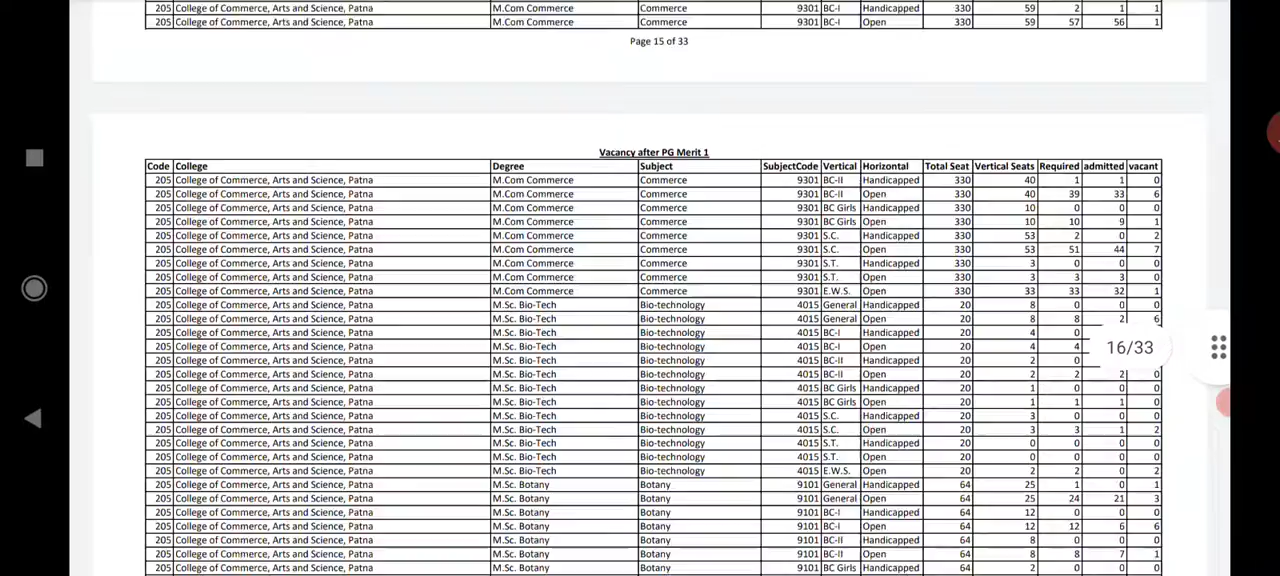 205 College of Commerce, Arts and Science, Patna M.Com Commerce Commerce 9301 BC-I Handicapped 330 59 2 1 1
205 College of Commerce, Arts and Science, Patna M.Com Commerce Commerce 9301 BC-I Open 330 59 57 56 1
Page 15 of 33
Vacancy after PG Merit 1
Code College Degree Subject SubjectCode Vertical Horizontal Total Seat Vertical Seats Required admitted vacant
205 College of Commerce, Arts and Science, Patna M.Com Commerce Commerce 9301 BC-II Handicapped 330 40 1 1 0
205 College of Commerce, Arts and Science, Patna M.Com Commerce Commerce 9301 BC-II Open 330 40 39 33 6
205 College of Commerce, Arts and Science, Patna M.Com Commerce Commerce 9301 BC Girls Handicapped 330 10 0 0 0
205 College of Commerce, Arts and Science, Patna M.Com Commerce Commerce 9301 BC Girls Open 330 10 10 9 1
205 College of Commerce, Arts and Science, Patna M.Com Commerce Commerce 9301 S.C. Handicapped 330 53 2 0 2
205 College of Commerce, Arts and Science, Patna M.Com Commerce Commerce 9301 S.C. Open 330 53 51 44 7
205 College of Commerce, Arts and Science, Patna M.Com Commerce Commerce 9301 S.T. Handicapped 330 3 0 0 0
205 College of Commerce, Arts and Science, Patna M.Com Commerce Commerce 9301 S.T. Open 330 3 3 3 0
205 College of Commerce, Arts and Science, Patna M.Com Commerce Commerce 9301 E.W.S. Open 330 33 33 32 1
205 College of Commerce, Arts and Science, Patna M.Sc. Bio-Tech Bio-technology 4015 General Handicapped 20 8 0 0 0
205 College of Commerce, Arts and Science, Patna M.Sc. Bio-Tech Bio-technology 4015 General Open 20 8 8 2 6
205 College of Commerce, Arts and Science, Patna M.Sc. Bio-Tech Bio-technology 4015 BC-I Handicapped 20 4 0
205 College of Commerce, Arts and Science, Patna M.Sc. Bio-Tech Bio-technology 4015 BC-I Open 20 4 4
16/33
205 College of Commerce, Arts and Science, Patna M.Sc. Bio-Tech Bio-technology 4015 BC-II Handicapped 20 2 0
205 College of Commerce, Arts and Science, Patna M.Sc. Bio-Tech Bio-technology 4015 BC-II Open 20 2 2 2 0
205 College of Commerce, Arts and Science, Patna M.Sc. Bio-Tech Bio-technology 4015 BC Girls Handicapped 20 1 0 0 0
205 College of Commerce, Arts and Science, Patna M.Sc. Bio-Tech Bio-technology 4015 BC Girls Open 20 1 1 1 0
205 College of Commerce, Arts and Science, Patna M.Sc. Bio-Tech Bio-technology 4015 S.C. Handicapped 20 3 0 0 0
205 College of Commerce, Arts and Science, Patna M.Sc. Bio-Tech Bio-technology 4015 S.C. Open 20 3 3 1 2
205 College of Commerce, Arts and Science, Patna M.Sc. Bio-Tech Bio-technology 4015 S.T. Handicapped 20 0 0 0 0
205 College of Commerce, Arts and Science, Patna M.Sc. Bio-Tech Bio-technology 4015 S.T. Open 20 0 0 0 0
205 College of Commerce, Arts and Science, Patna M.Sc. Bio-Tech Bio-technology 4015 E.W.S. Open 20 2 2 0 2
205 College of Commerce, Arts and Science, Patna M.Sc. Botany Botany 9101 General Handicapped 64 25 1 0 1
205 College of Commerce, Arts and Science, Patna M.Sc. Botany Botany 9101 General Open 64 25 24 21 3
205 College of Commerce, Arts and Science, Patna M.Sc. Botany Botany 9101 BC-I Handicapped 64 12 0 0 0
205 College of Commerce, Arts and Science, Patna M.Sc. Botany Botany 9101 BC-I Open 64 12 12 6 6
205 College of Commerce, Arts and Science, Patna M.Sc. Botany Botany 9101 BC-II Handicapped 64 8 0 0 0
205 College of Commerce, Arts and Science, Patna M.Sc. Botany Botany 9101 BC-II Open 64 8 8 7 1
205 College of Commerce, Arts and Science, Patna M.Sc. Botany Botany 9101 BC Girls Handicapped 64 2 0 0 0